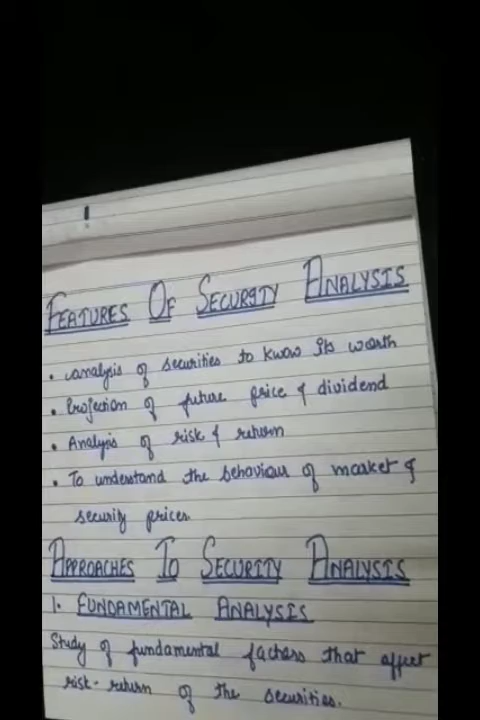 FEATURES OF SECURITY ANALYSIS
• analysis of securities to know its worth
• Projection of future price & dividend
• Analysis of risk & return
• To understand the behaviour of market &
security prices
APPROACHES TO SECURITY ANALYSIS
1. FUNDAMENTAL ANALYSIS
Study of fundamental factors that affect
risk-return of the securities.